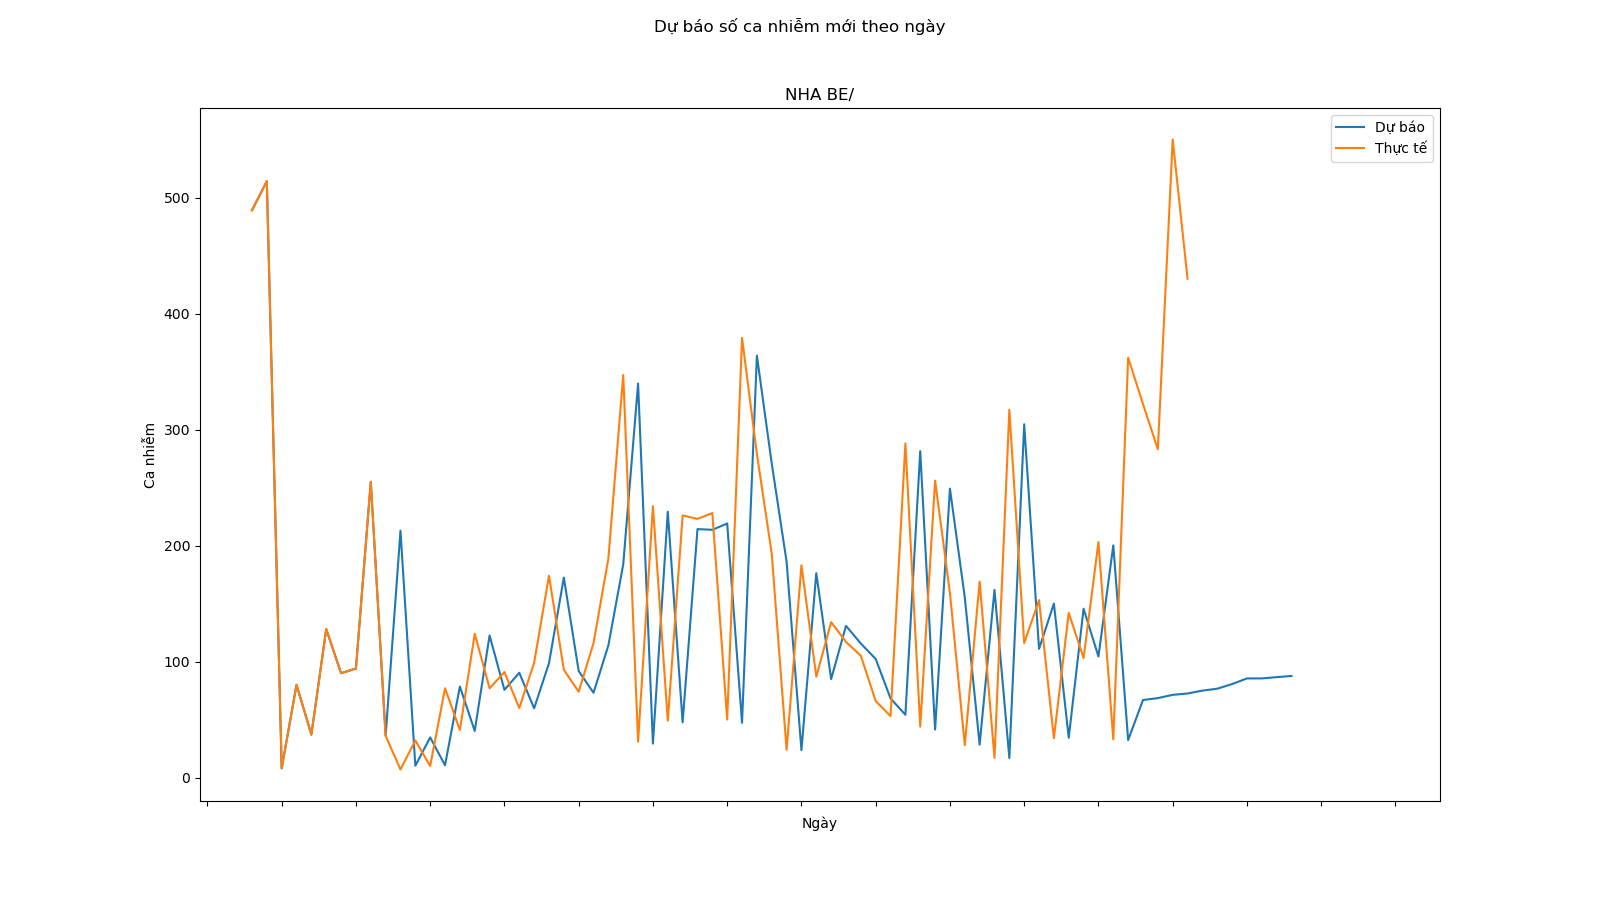 Dự báo số ca nhiễm mới theo ngày
NHA BE/
Dự báo
Thực tế
500
400
300
200
100
0
Ca nhiễm
Ngày